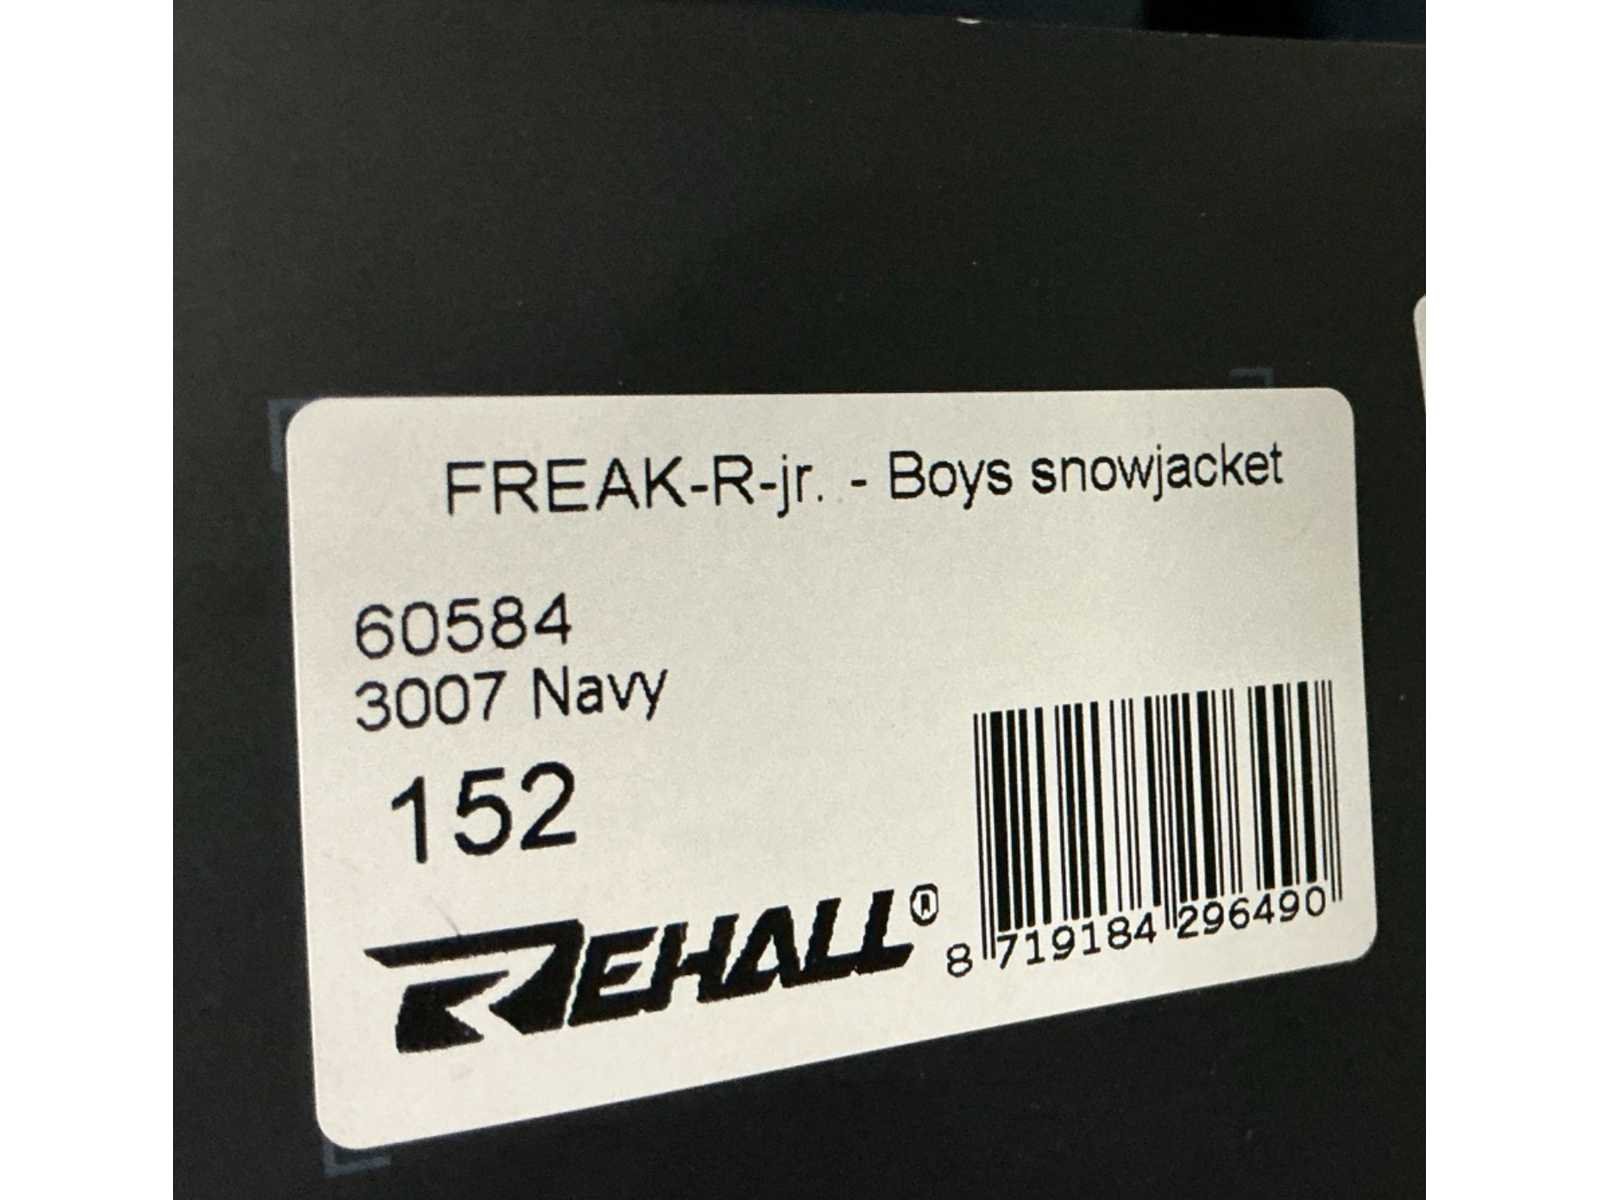 FREAK-R-jr. - Boys snowjacket
60584
3007 Navy
152
REHALL®
8 719184 296490